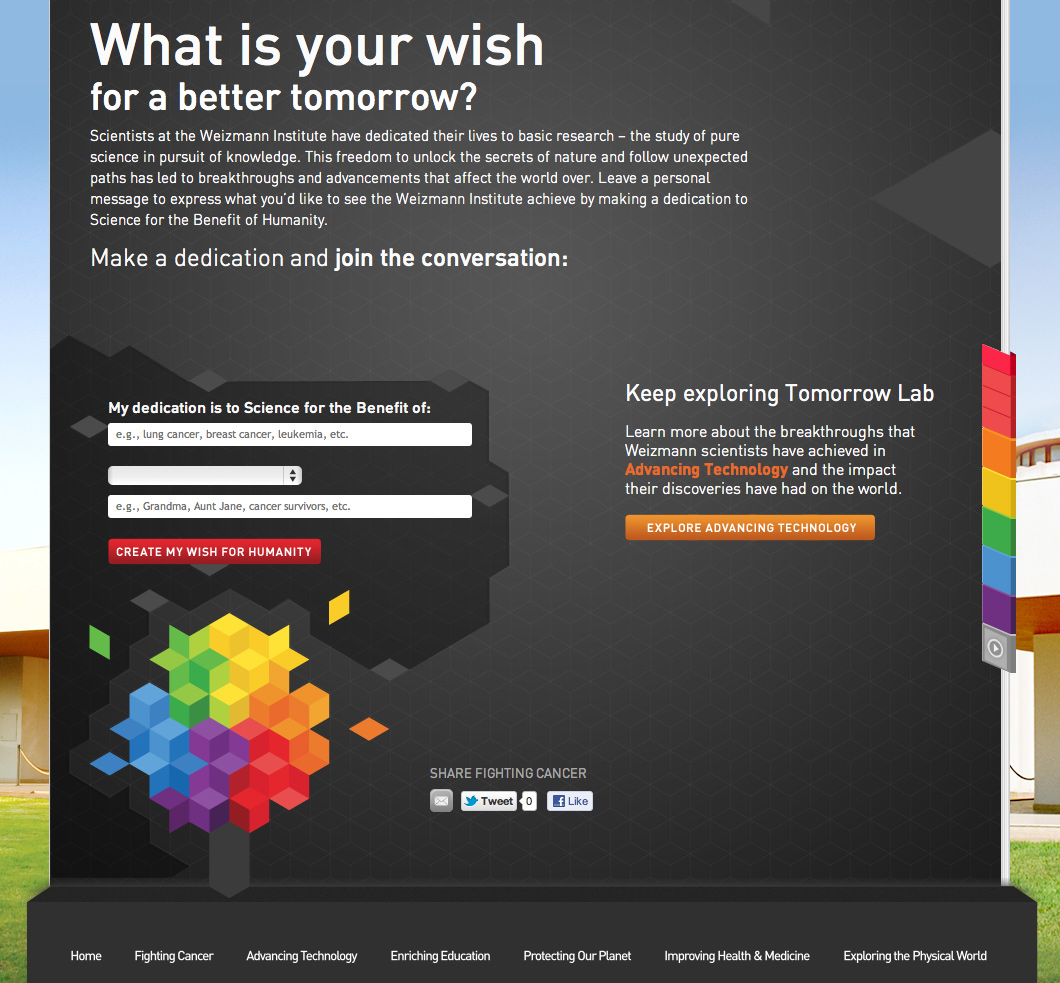 What is your wish
for a better tomorrow?
Scientists at the Weizmann Institute have dedicated their lives to basic research – the study of pure
science in pursuit of knowledge. This freedom to unlock the secrets of nature and follow unexpected
paths has led to breakthroughs and advancements that affect the world over. Leave a personal
message to express what you'd like to see the Weizmann Institute achieve by making a dedication to
Science for the Benefit of Humanity.
Make a dedication and join the conversation:
My dedication is to Science for the Benefit of:
e.g., lung cancer, breast cancer, leukemia, etc.
e.g., Grandma, Aunt Jane, cancer survivors, etc.
CREATE MY WISH FOR HUMANITY
Keep exploring Tomorrow Lab
Learn more about the breakthroughs that
Weizmann scientists have achieved in
Advancing Technology and the impact
their discoveries have had on the world.
EXPLORE ADVANCING TECHNOLOGY
SHARE FIGHTING CANCER
Tweet 0 Like
Home Fighting Cancer Advancing Technology Enriching Education Protecting Our Planet Improving Health & Medicine Exploring the Physical World